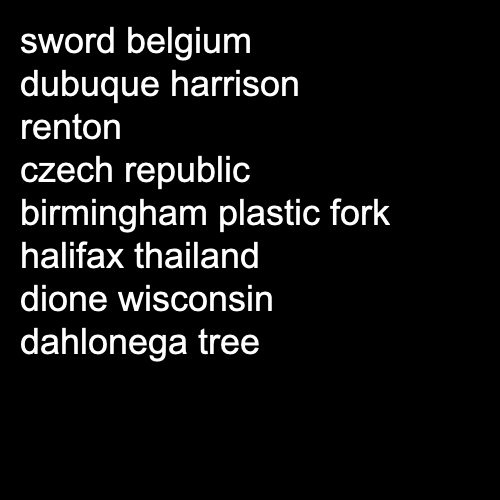 sword belgium
dubuque harrison
renton
czech republic
birmingham plastic fork
halifax thailand
dione wisconsin
dahlonega tree